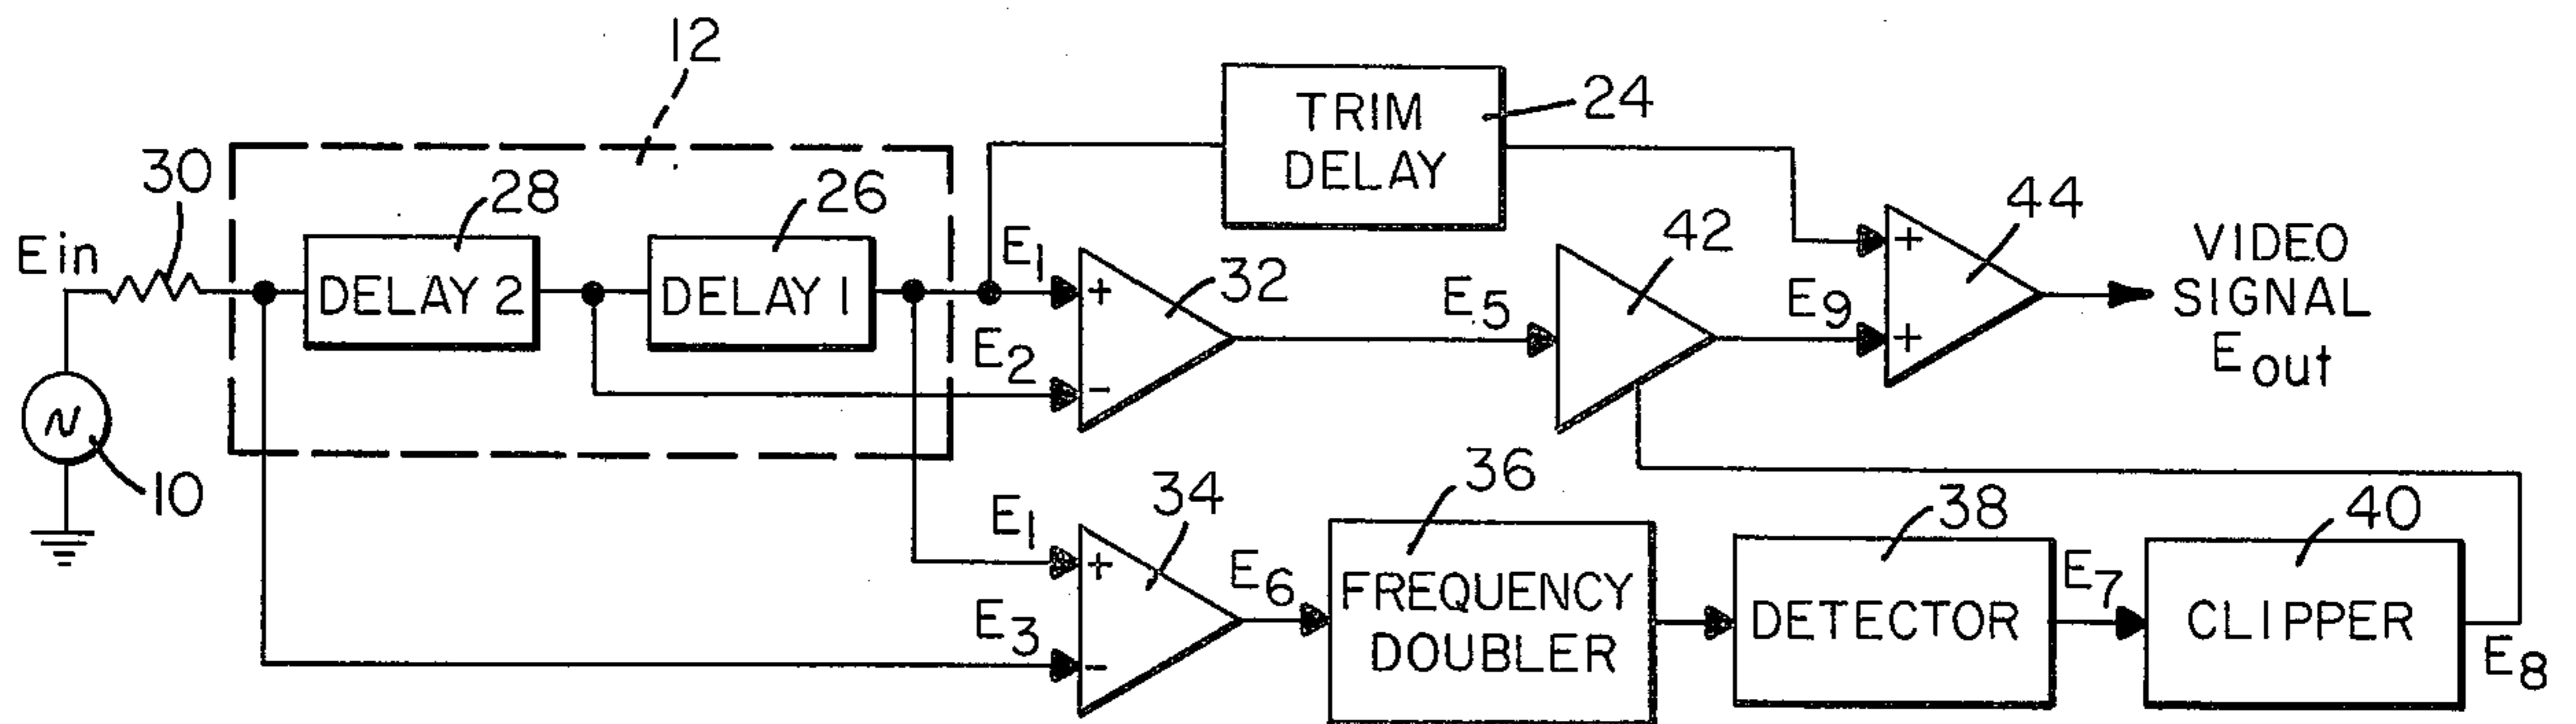 12
TRIM
DELAY
24
30
28
26
E1
44
Ein
DELAY 2
DELAY 1
+
32
E5
42
E9
+
+
VIDEO
SIGNAL
Eout
E2
-
10
E1
34
36
38
40
+
E6
FREQUENCY
DOUBLER
DETECTOR
E7
CLIPPER
E8
E3
-